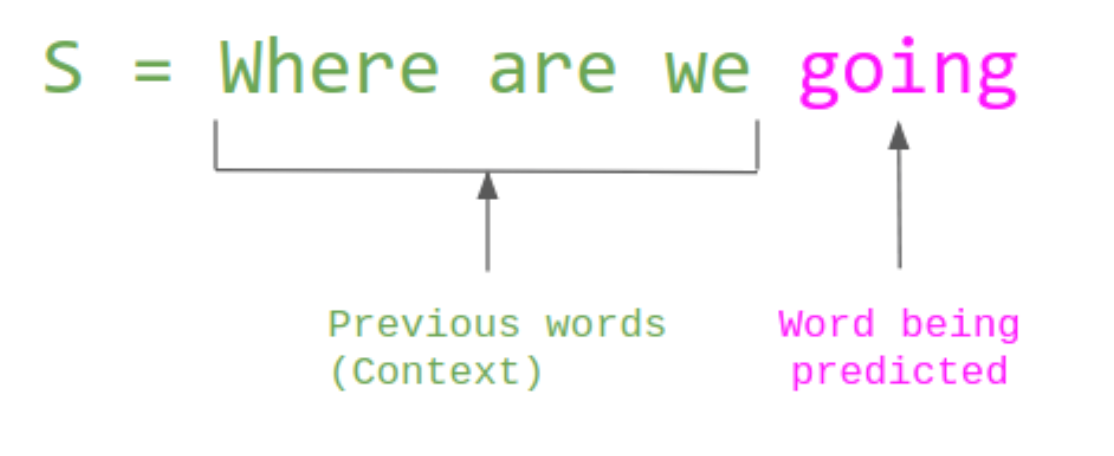 S = Where are we going
Previous words
(Context)
Word being
predicted